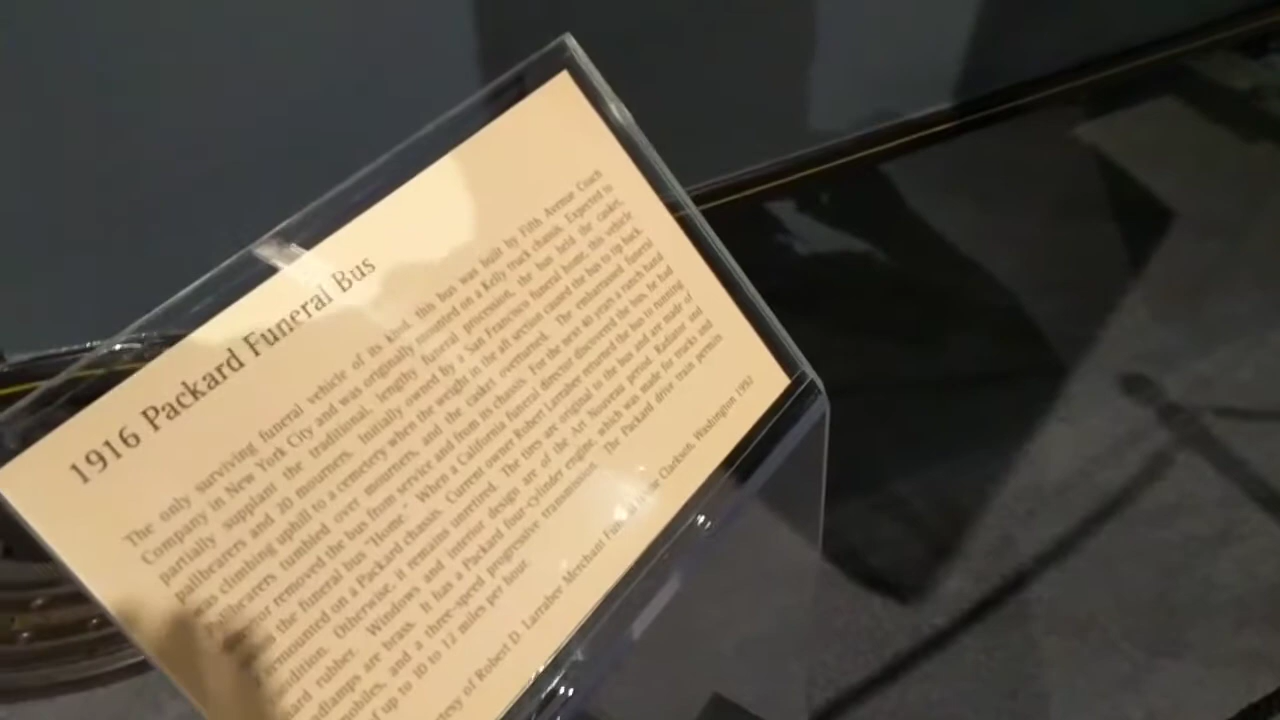 1916 Packard Funeral Bus
The only surviving funeral vehicle of its kind, this bus was built by Fifth Avenue Coach
Company in New York City and was originally mounted on a Kelly truck chassis. Expected to
partially supplant the traditional, lengthy funeral procession, the bus held the casket,
pallbearers and 20 mourners. Initially owned by a San Francisco funeral home, this vehicle
was climbing uphill to a cemetery when the weight in the aft section caused the bus to tip back.
Pallbearers tumbled over mourners, and the casket overturned. The embarrassed funeral
removed the bus from service and from its chassis. For the next 40 years a ranch hand
the funeral bus "Home." When a California funeral director discovered the bus, he had
mounted on a Packard chassis. Current owner Robert Larrabee returned the bus to running
Otherwise, it remains unretired. The tires are original to the bus and are made of
rubber. Windows and interior design are of the Art Nouveau period. Radiator and
are brass. It has a Packard four-cylinder engine, which was made for trucks and
and a three-speed progressive transmission. The Packard drive train permits
of up to 10 to 12 miles per hour.
of Robert D. Larrabee Merchant Clarkson, Washington 1992